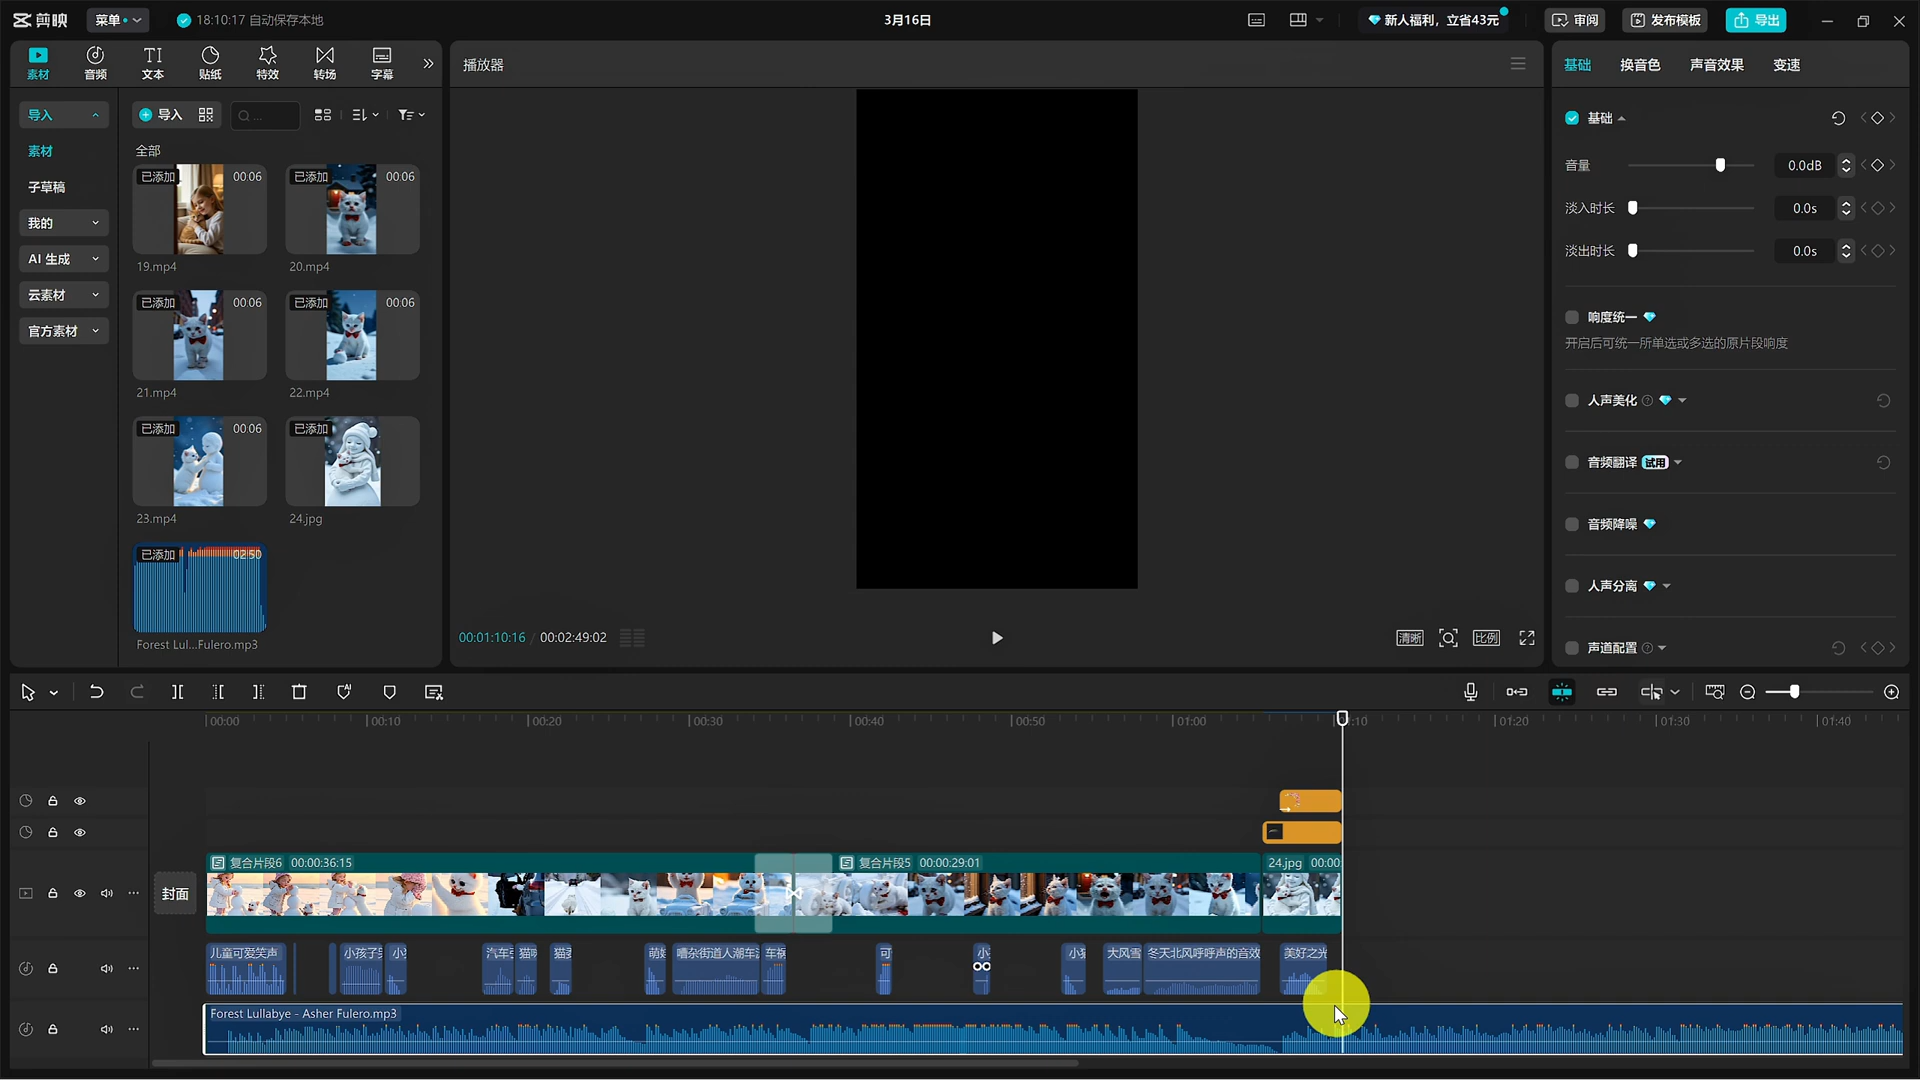 剪映
菜单
18:10:17 自动保存本地
3月16日
新人福利，立省43元
审阅
发布模板
导出
素材
音频
文本
贴纸
特效
转场
字幕
播放器
基础
换音色
声音效果
变速
导入
素材
子草稿
我的
AI 生成
云素材
官方素材
导入
...
全部
已添加 00:06
19.mp4
已添加 00:06
20.mp4
已添加 00:06
21.mp4
已添加 00:06
22.mp4
已添加 00:06
23.mp4
已添加
24.jpg
已添加 02:50
Forest Lul...Fulero.mp3
00:01:10:16 / 00:02:49:02
清晰
比例
基础
音量 0.0dB
淡入时长 0.0s
淡出时长 0.0s
响度统一
开启后可统一所单选或多选的原片段响度
人声美化
音频翻译 试用
音频降噪
人声分离
声道配置
00:00 00:10 00:20 00:30 00:40 00:50 01:00 01:10 01:20 01:30 01:40
封面
复合片段6 00:00:36:15
复合片段5 00:00:29:01
24.jpg 00:00
儿童可爱笑声 小孩子 汽车 猫 嘈杂街道人潮车 车祸 可 大风雪 冬天北风呼呼声的音效 美好之光
Forest Lullabye - Asher Fulero.mp3